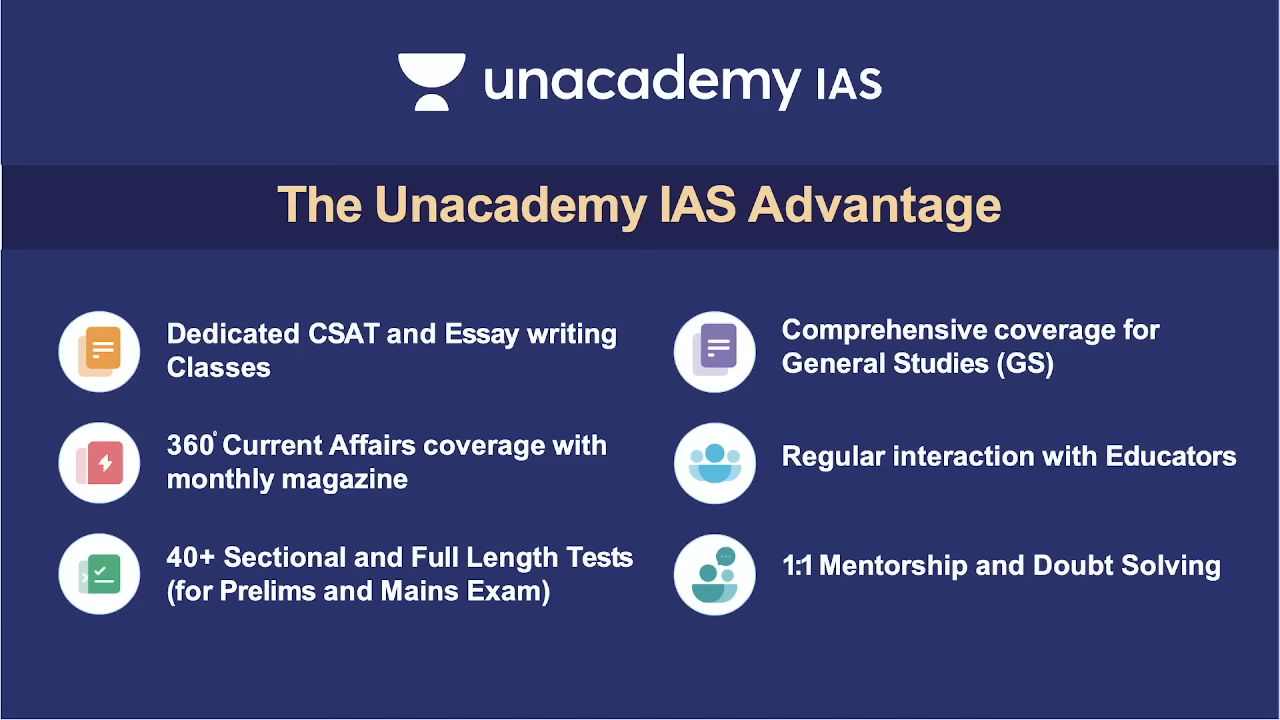 unacademy IAS
The Unacademy IAS Advantage
Dedicated CSAT and Essay writing
Classes
360° Current Affairs coverage with
monthly magazine
40+ Sectional and Full Length Tests
(for Prelims and Mains Exam)
Comprehensive coverage for
General Studies (GS)
Regular interaction with Educators
1:1 Mentorship and Doubt Solving